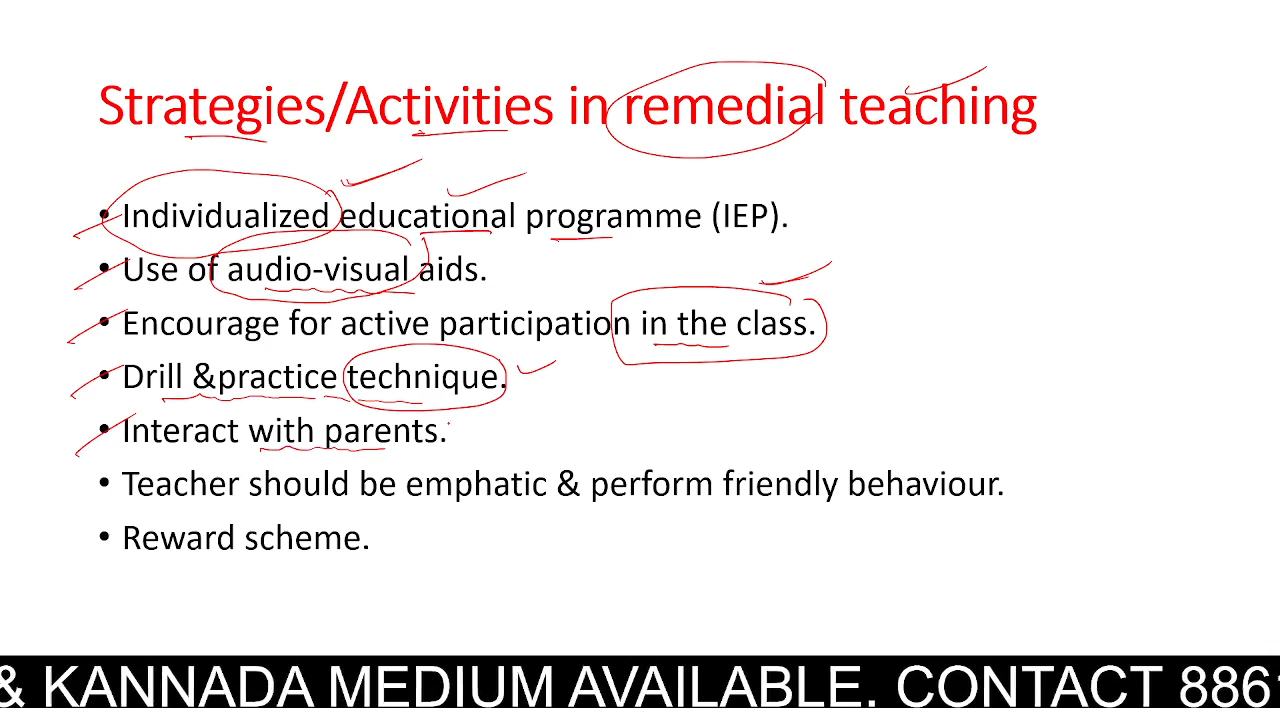 Strategies/Activities in remedial teaching
• Individualized educational programme (IEP).
• Use of audio-visual aids.
• Encourage for active participation in the class.
• Drill &practice technique.
• Interact with parents.
• Teacher should be emphatic & perform friendly behaviour.
• Reward scheme.
& KANNADA MEDIUM AVAILABLE. CONTACT 886